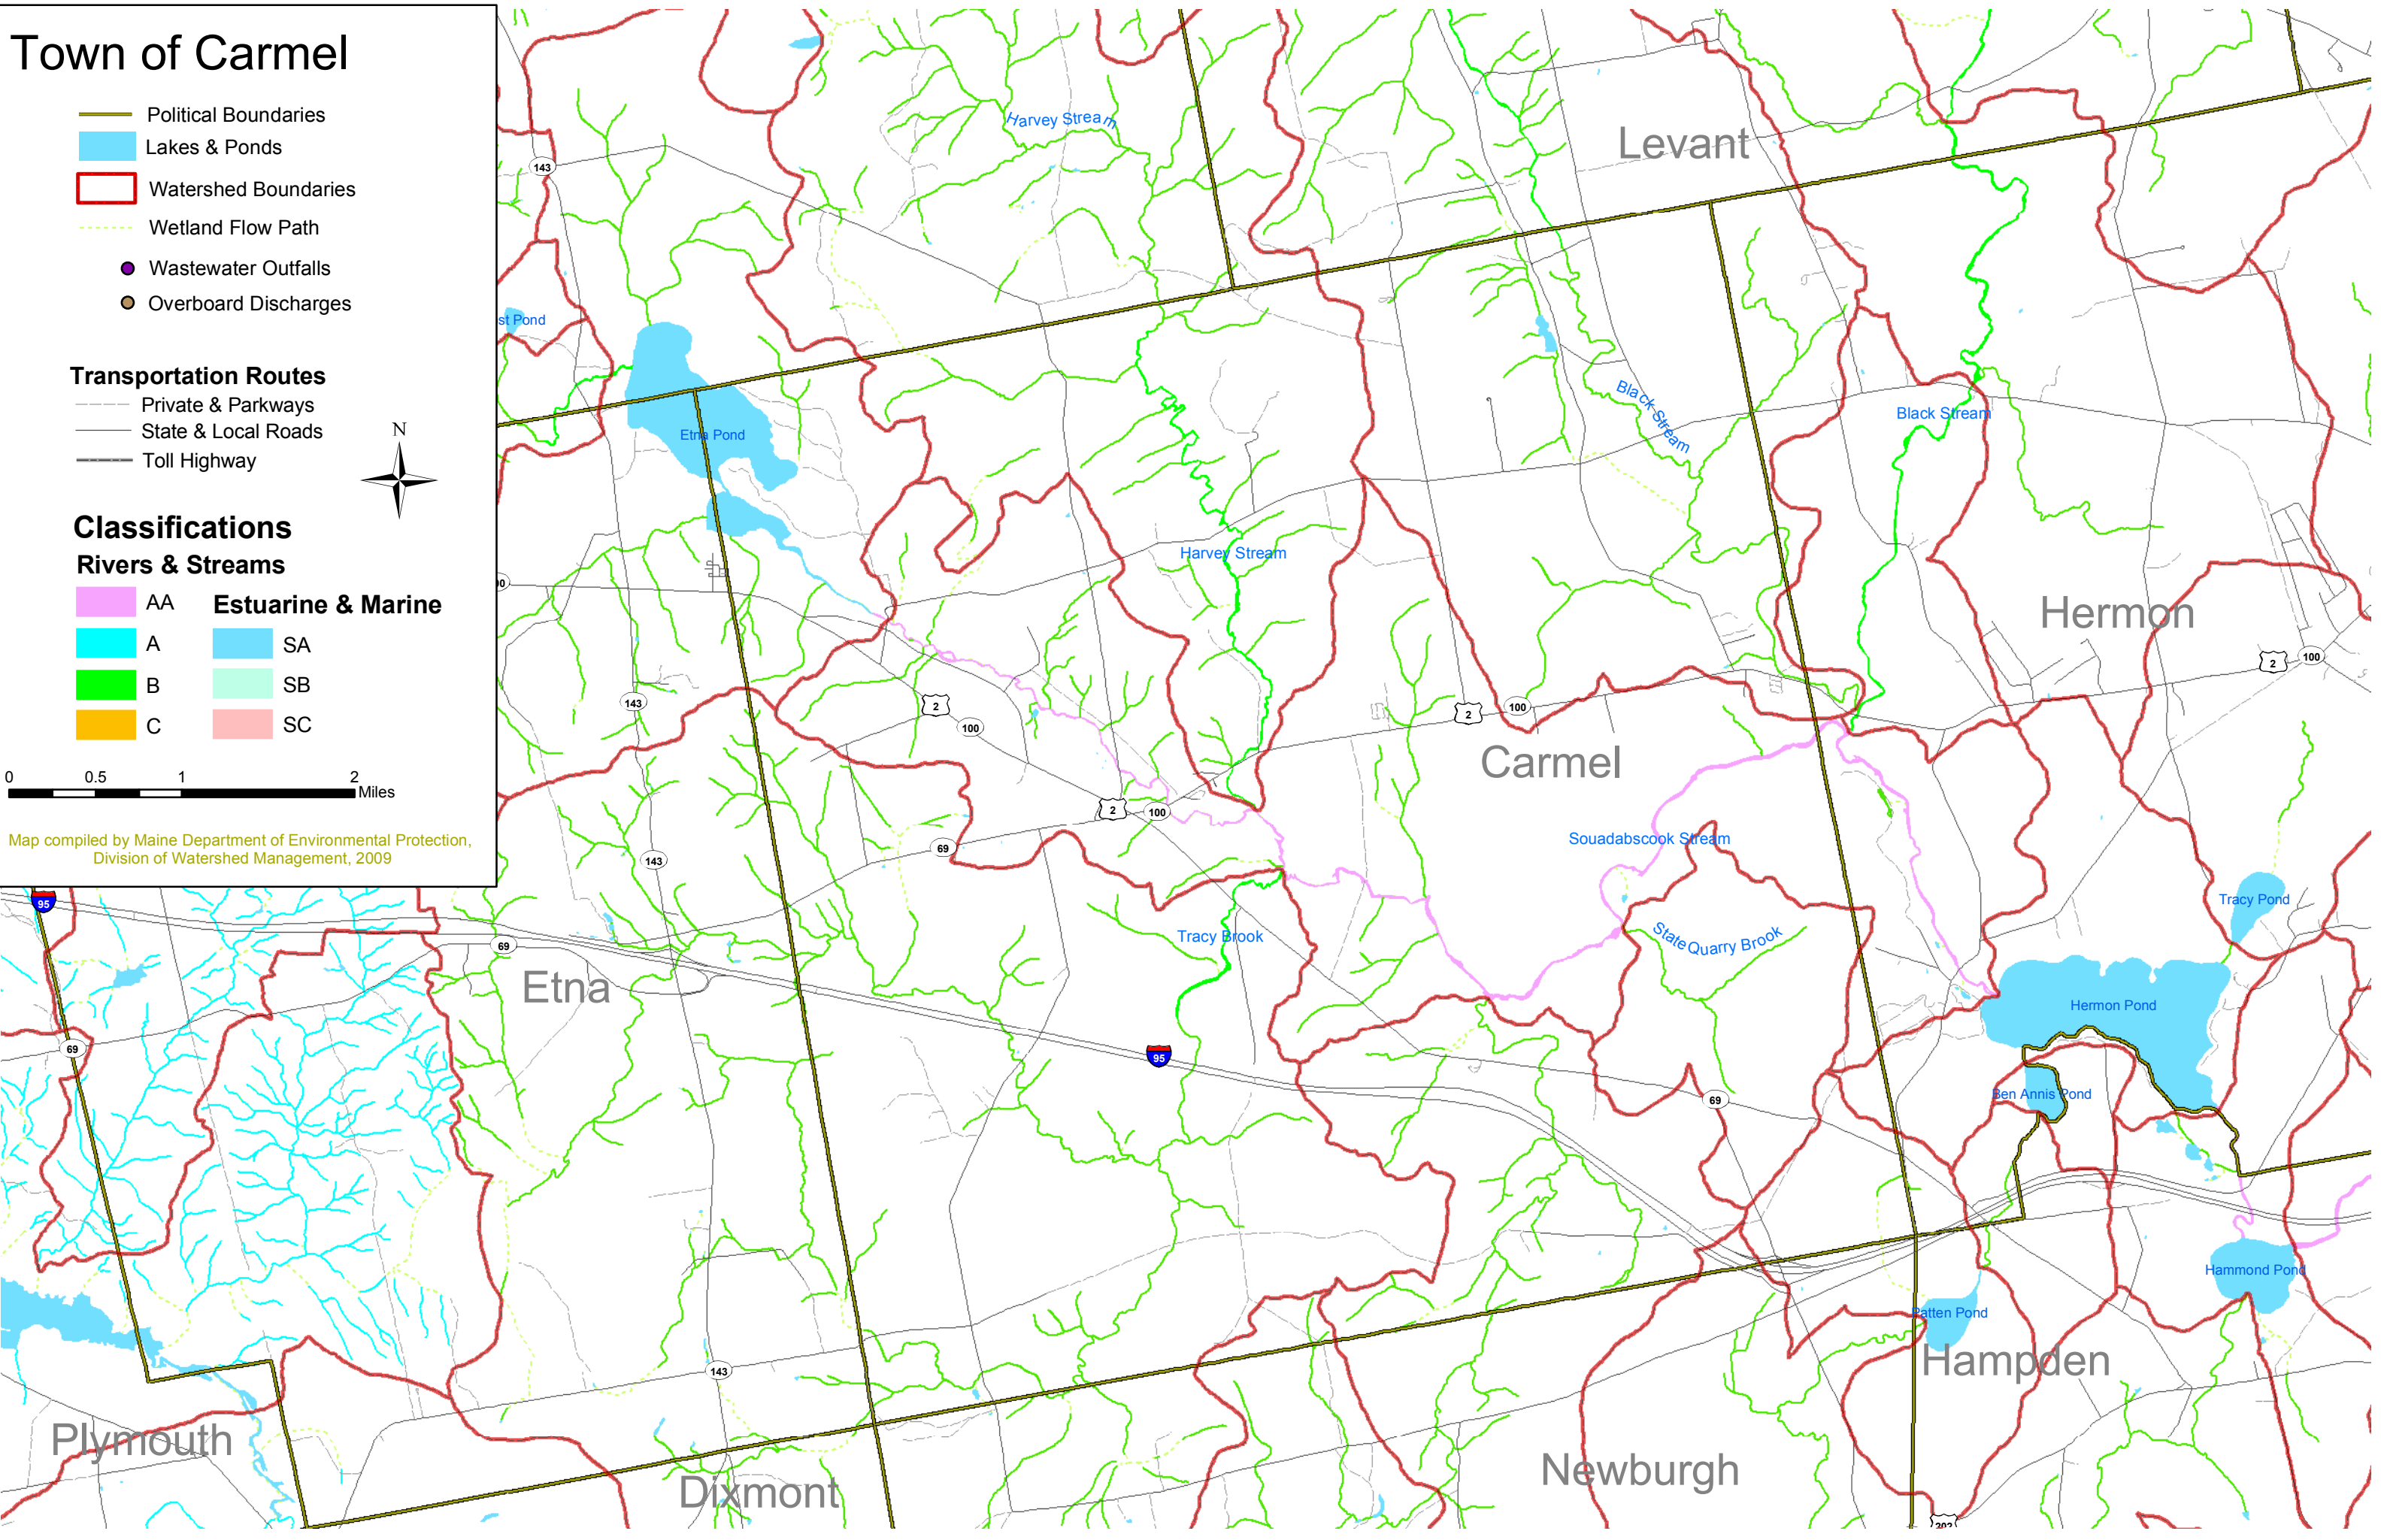 Town of Carmel
Political Boundaries
Lakes & Ponds
Watershed Boundaries
Wetland Flow Path
Wastewater Outfalls
Overboard Discharges
Transportation Routes
Private & Parkways
State & Local Roads
Toll Highway
N
Classifications
Rivers & Streams
AA
Estuarine & Marine
A
SA
B
SB
C
SC
0 0.5 1 2
Miles
Map compiled by Maine Department of Environmental Protection,
Division of Watershed Management, 2009
Harvey Stream
Levant
143
st Pond
Etna Pond
Black Stream
Black Stream
Harvey Stream
Hermon
2
100
143
2
100
2
100
Carmel
2
100
69
143
Souadabscook Stream
State Quarry Brook
Tracy Pond
95
69
Tracy Brook
Etna
Hermon Pond
69
95
Ben Annis Pond
69
Hammond Pond
Patten Pond
Hampden
143
Plymouth
Dixmont
Newburgh
202